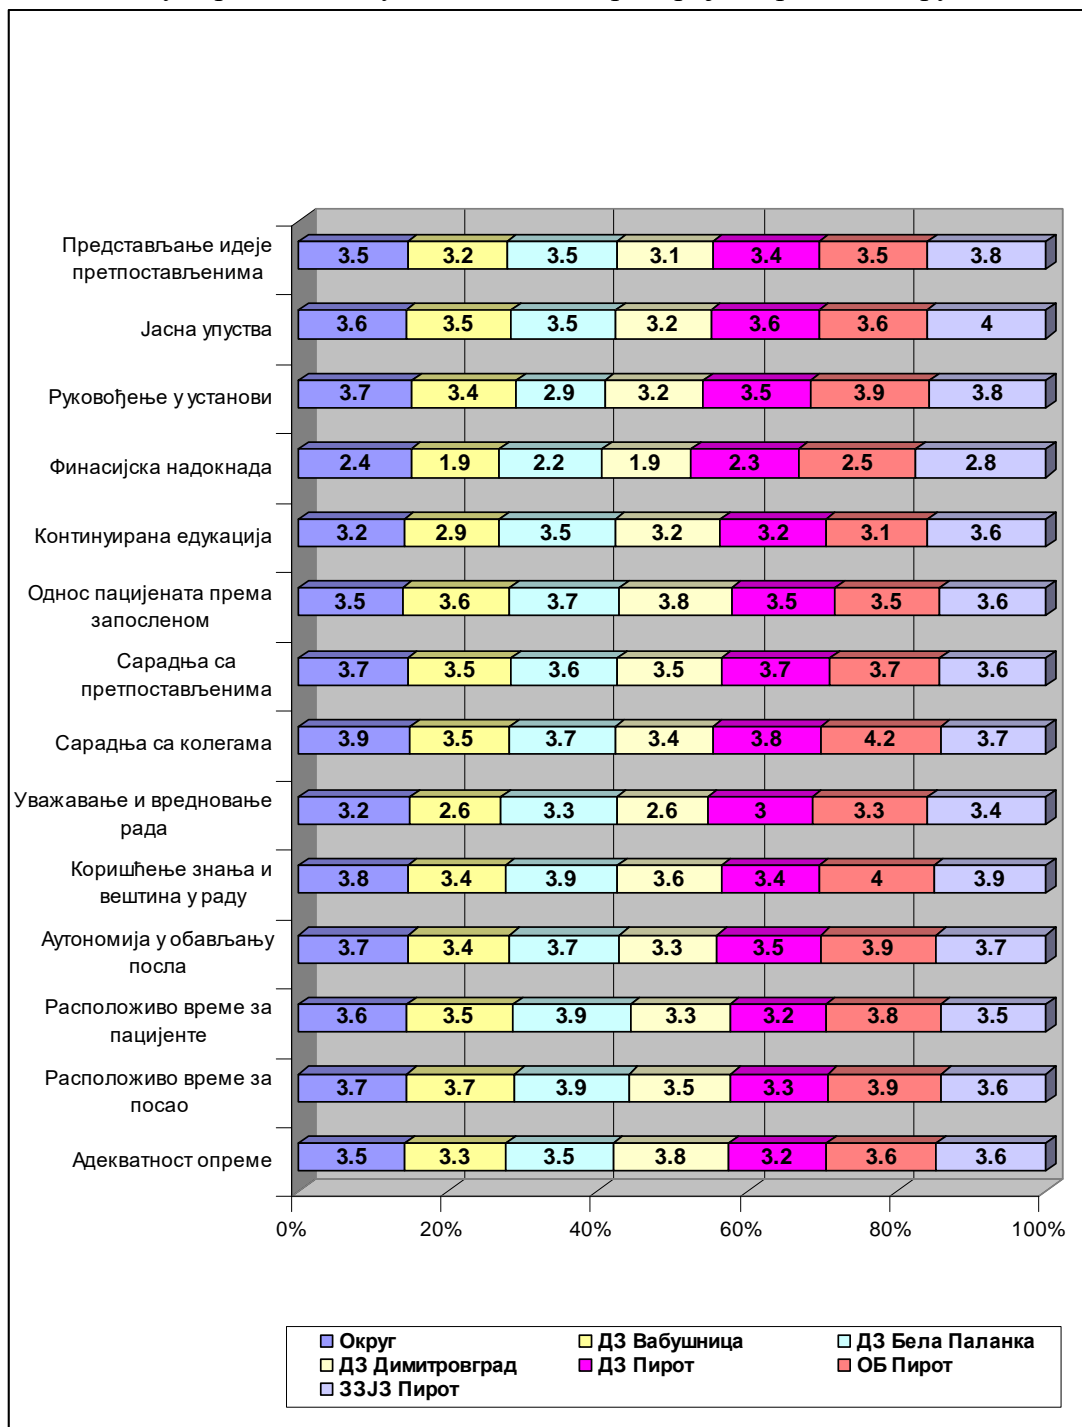 Представљање идеје
претпостављенима
3.5 3.2 3.5 3.1 3.4 3.5 3.8
Јасна упуства
3.6 3.5 3.5 3.2 3.6 3.6 4
Руковођење у установи
3.7 3.4 2.9 3.2 3.5 3.9 3.8
Финасијска надокнада
2.4 1.9 2.2 1.9 2.3 2.5 2.8
Континуирана едукација
3.2 2.9 3.5 3.2 3.2 3.1 3.6
Однос пацијената према
запосленом
3.5 3.6 3.7 3.8 3.5 3.5 3.6
Сарадња са
претпостављенима
3.7 3.5 3.6 3.5 3.7 3.7 3.6
Сарадња са колегама
3.9 3.5 3.7 3.4 3.8 4.2 3.7
Уважавање и вредновање
рада
3.2 2.6 3.3 2.6 3 3.3 3.4
Коришћење знања и
вештина у раду
3.8 3.4 3.9 3.6 3.4 4 3.9
Аутономија у обављању
посла
3.7 3.4 3.7 3.3 3.5 3.9 3.7
Расположиво време за
пацијенте
3.6 3.5 3.9 3.3 3.2 3.8 3.5
Расположиво време за
посао
3.7 3.7 3.9 3.5 3.3 3.9 3.6
Адекватност опреме
3.5 3.3 3.5 3.8 3.2 3.6 3.6
0% 20% 40% 60% 80% 100%
Округ ДЗ Вабушница ДЗ Бела Паланка
ДЗ Димитровград ДЗ Пирот ОБ Пирот
ЗЗЈЗ Пирот